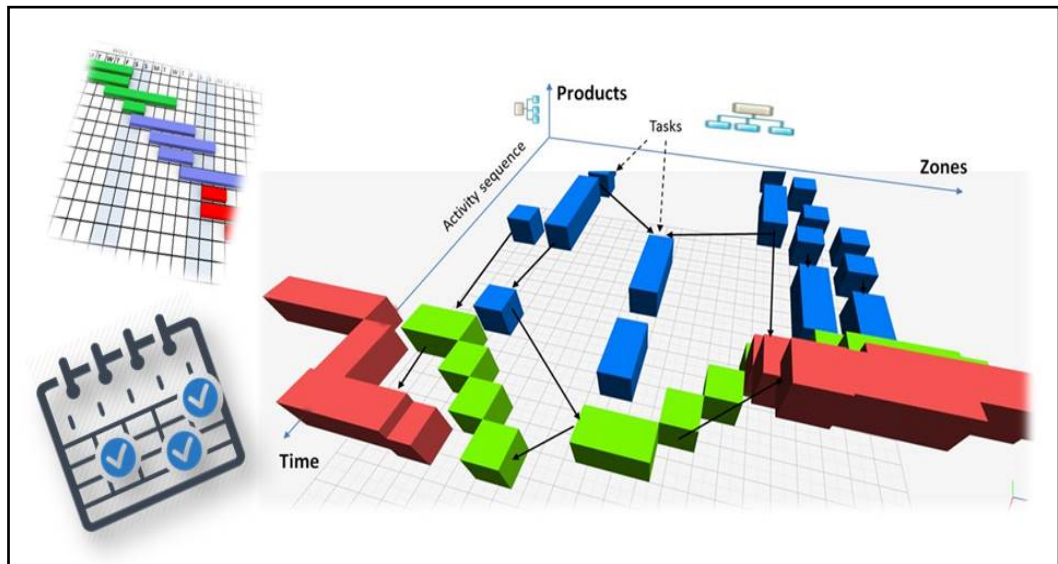 T W T F S S M T W T F S S M
Products
Tasks
Activity sequence
Zones
Time